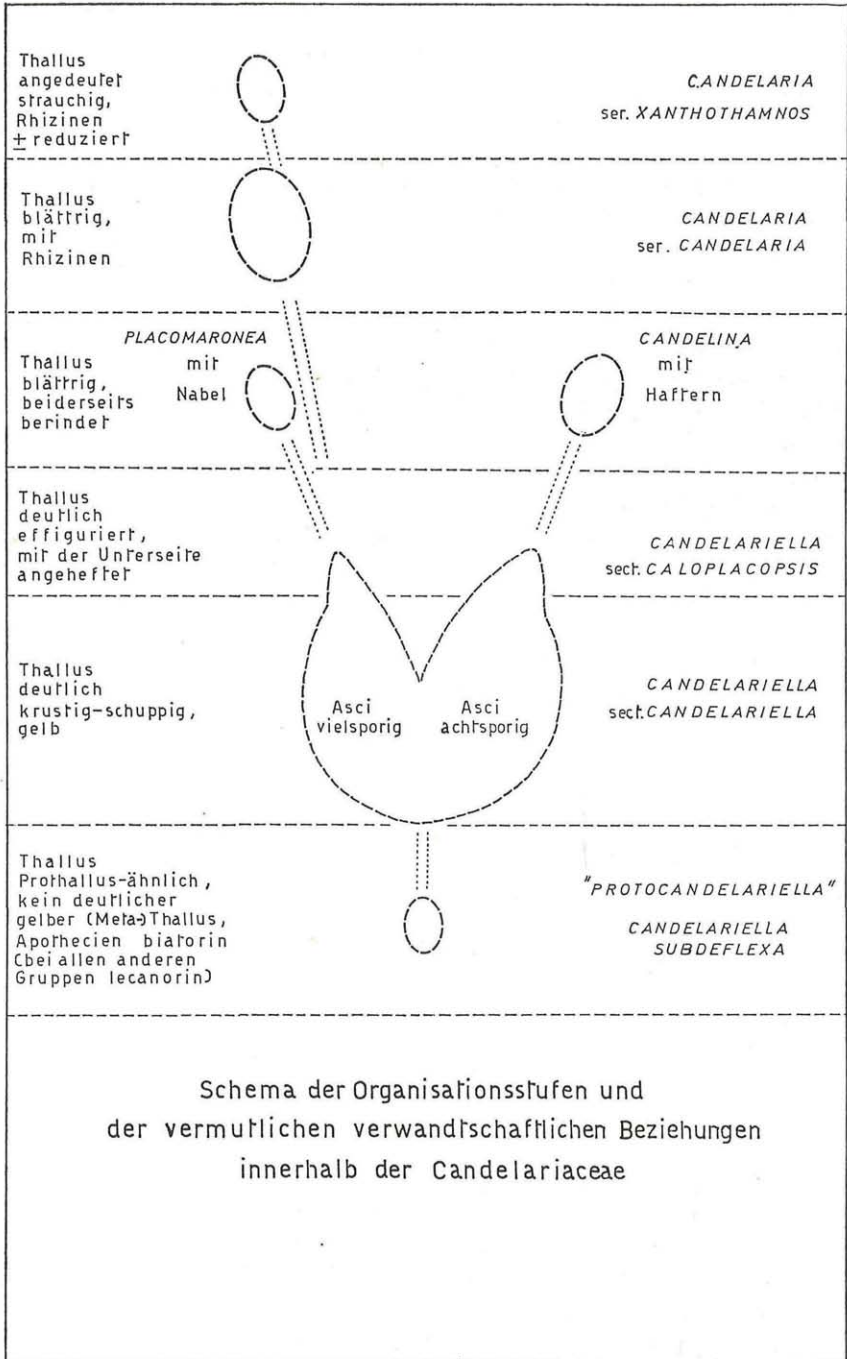 Thallus
angedeutet
strauchig,
Rhizinen
± reduziert
CANDELARIA
ser. XANTHOTHAMNOS
Thallus
blättrig,
mit
Rhizinen
CANDELARIA
ser. CANDELARIA
PLACOMARONEA
mit
Nabel
Thallus
blättrig,
beiderseits
berindet
CANDELINA
mit
Haftern
Thallus
deutlich
effiguriert,
mit der Unterseite
angeheftet
CANDELARIELLA
sect. CALOPLACOPSIS
Thallus
deutlich
krustig-schuppig,
gelb
Asci
vielsporig
Asci
achtsporig
CANDELARIELLA
sect. CANDELARIELLA
Thallus
Prothallus-ähnlich,
kein deutlicher
gelber (Meta-)Thallus,
Apothecien biatorin
(bei allen anderen
Gruppen lecanorin)
"PROTOCANDELARIELLA"
CANDELARIELLA
SUBDEFLEXA
Schema der Organisationsstufen und
der vermutlichen verwandtschaftlichen Beziehungen
innerhalb der Candelariaceae